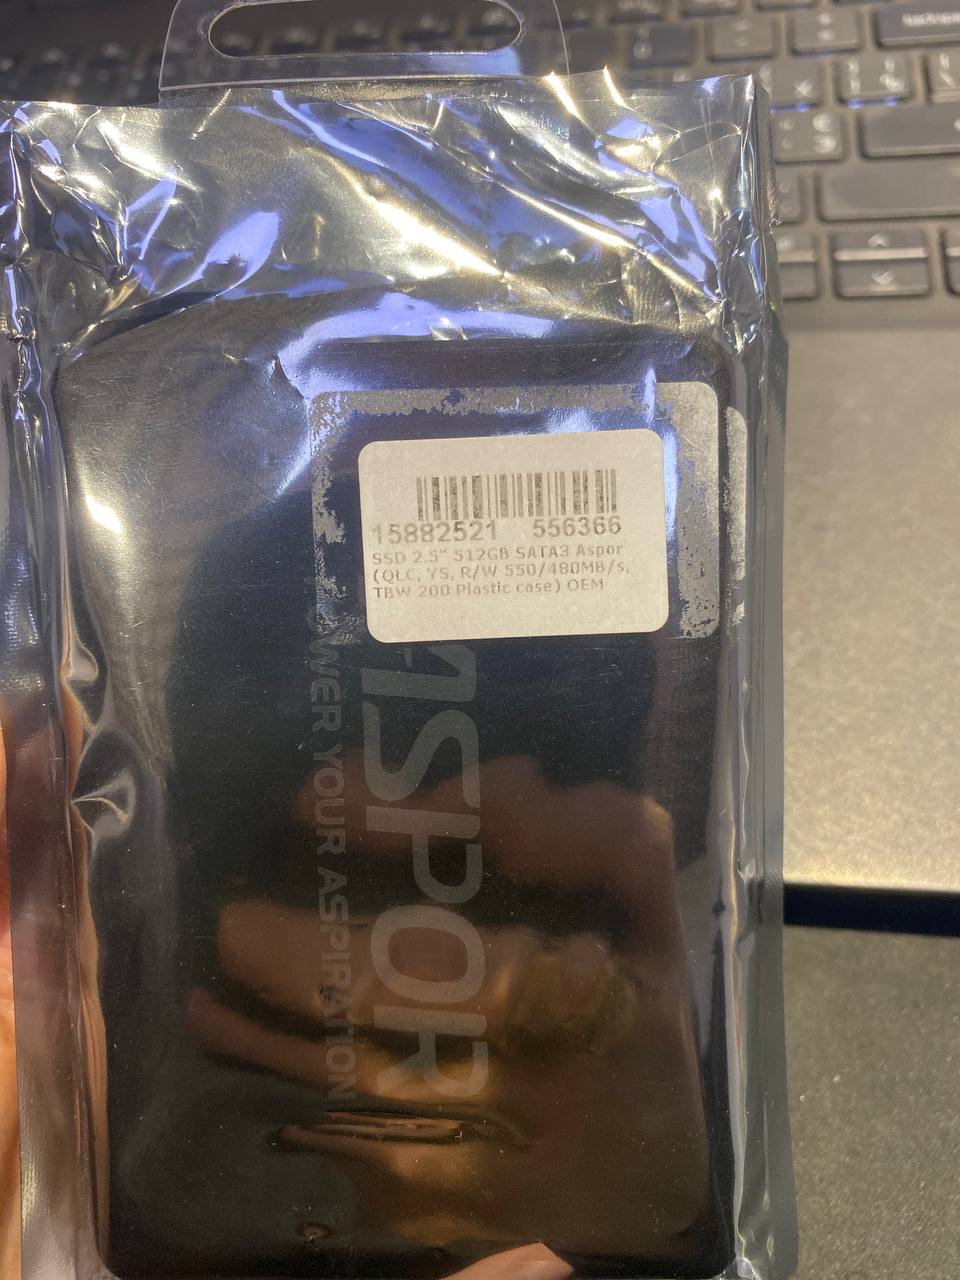 backspace
15882521 556366
SSD 2.5" 512GB SATA3 Aspor
(QLC, YS, R/W 550/480MB/s,
TBW 200 Plastic case) OEM
ASPOR
WER YOUR ASPIRATION